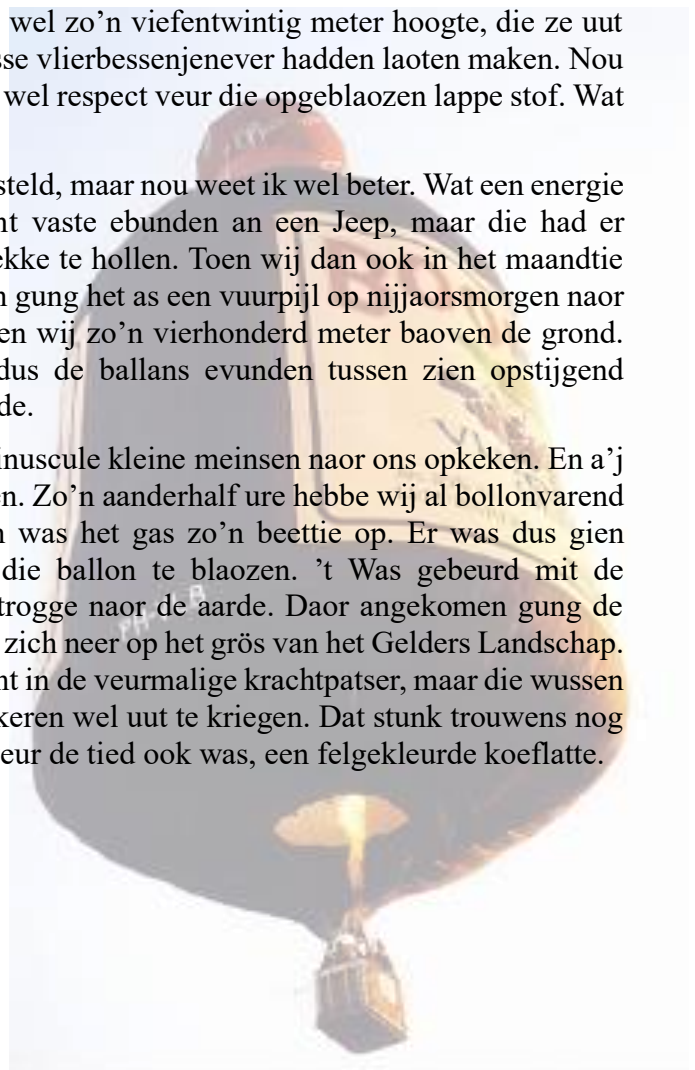 wel zo’n viefentwintig meter hoogte, die ze uut
sse vlierbessenjenever hadden laoten maken. Nou
wel respect veur die opgeblaozen lappe stof. Wat
steld, maar nou weet ik wel beter. Wat een energie
nt vaste ebunden an een Jeep, maar die had er
ekke te hollen. Toen wij dan ook in het maandtie
n gung het as een vuurpijl op nijjaorsmorgen naor
en wij zo’n vierhonderd meter baoven de grond.
dus de ballans evunden tussen zien opstijgend
de.
inuscule kleine meinsen naor ons opkeken. En a’j
en. Zo’n aanderhalf ure hebbe wij al bollonvarend
n was het gas zo’n beettie op. Er was dus gien
die ballon te blaozen. ’t Was gebeurd met de
trogge naor de aarde. Daor angekomen gung de
zich neer op het grös van het Gelders Landschap.
nt in de veurmalige krachtpatser, maar die wussen
keren wel uut te kriegen. Dat stunk trouwens nog
eur de tied ook was, een felgekleurde koeflatte.